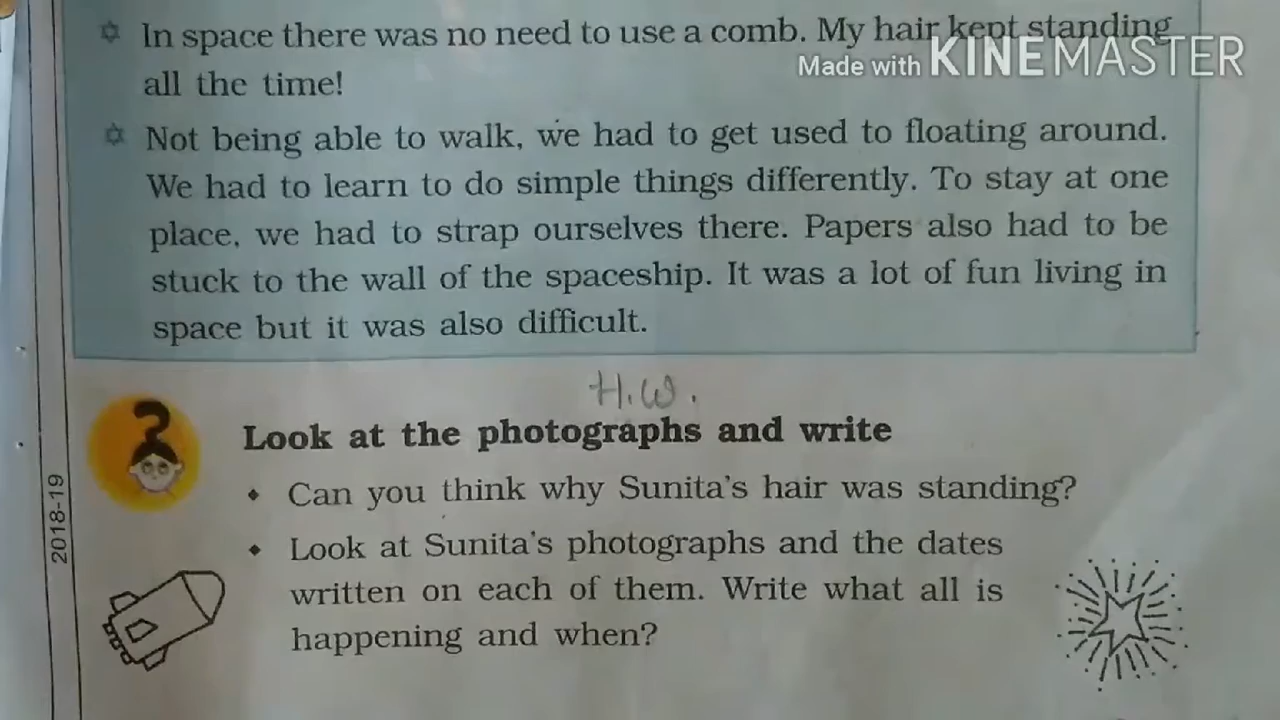 In space there was no need to use a comb. My hair kept standing
Made with KINEMASTER
all the time!
Not being able to walk, we had to get used to floating around.
We had to learn to do simple things differently. To stay at one
place, we had to strap ourselves there. Papers also had to be
stuck to the wall of the spaceship. It was a lot of fun living in
space but it was also difficult.
H.W.
Look at the photographs and write
Can you think why Sunita's hair was standing?
Look at Sunita's photographs and the dates
written on each of them. Write what all is
happening and when?
2018-19